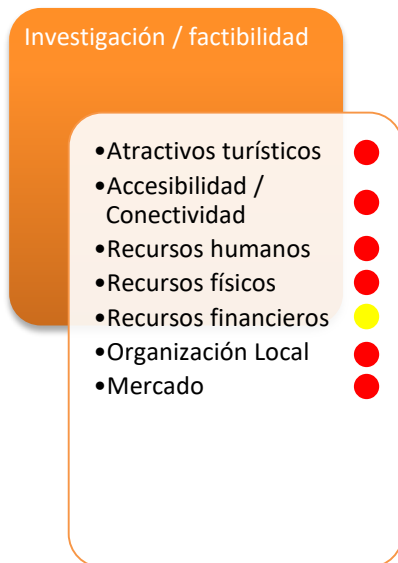 Investigación / factibilidad
•Atractivos turísticos
•Accesibilidad /
Conectividad
•Recursos humanos
•Recursos físicos
•Recursos financieros
•Organización Local
•Mercado